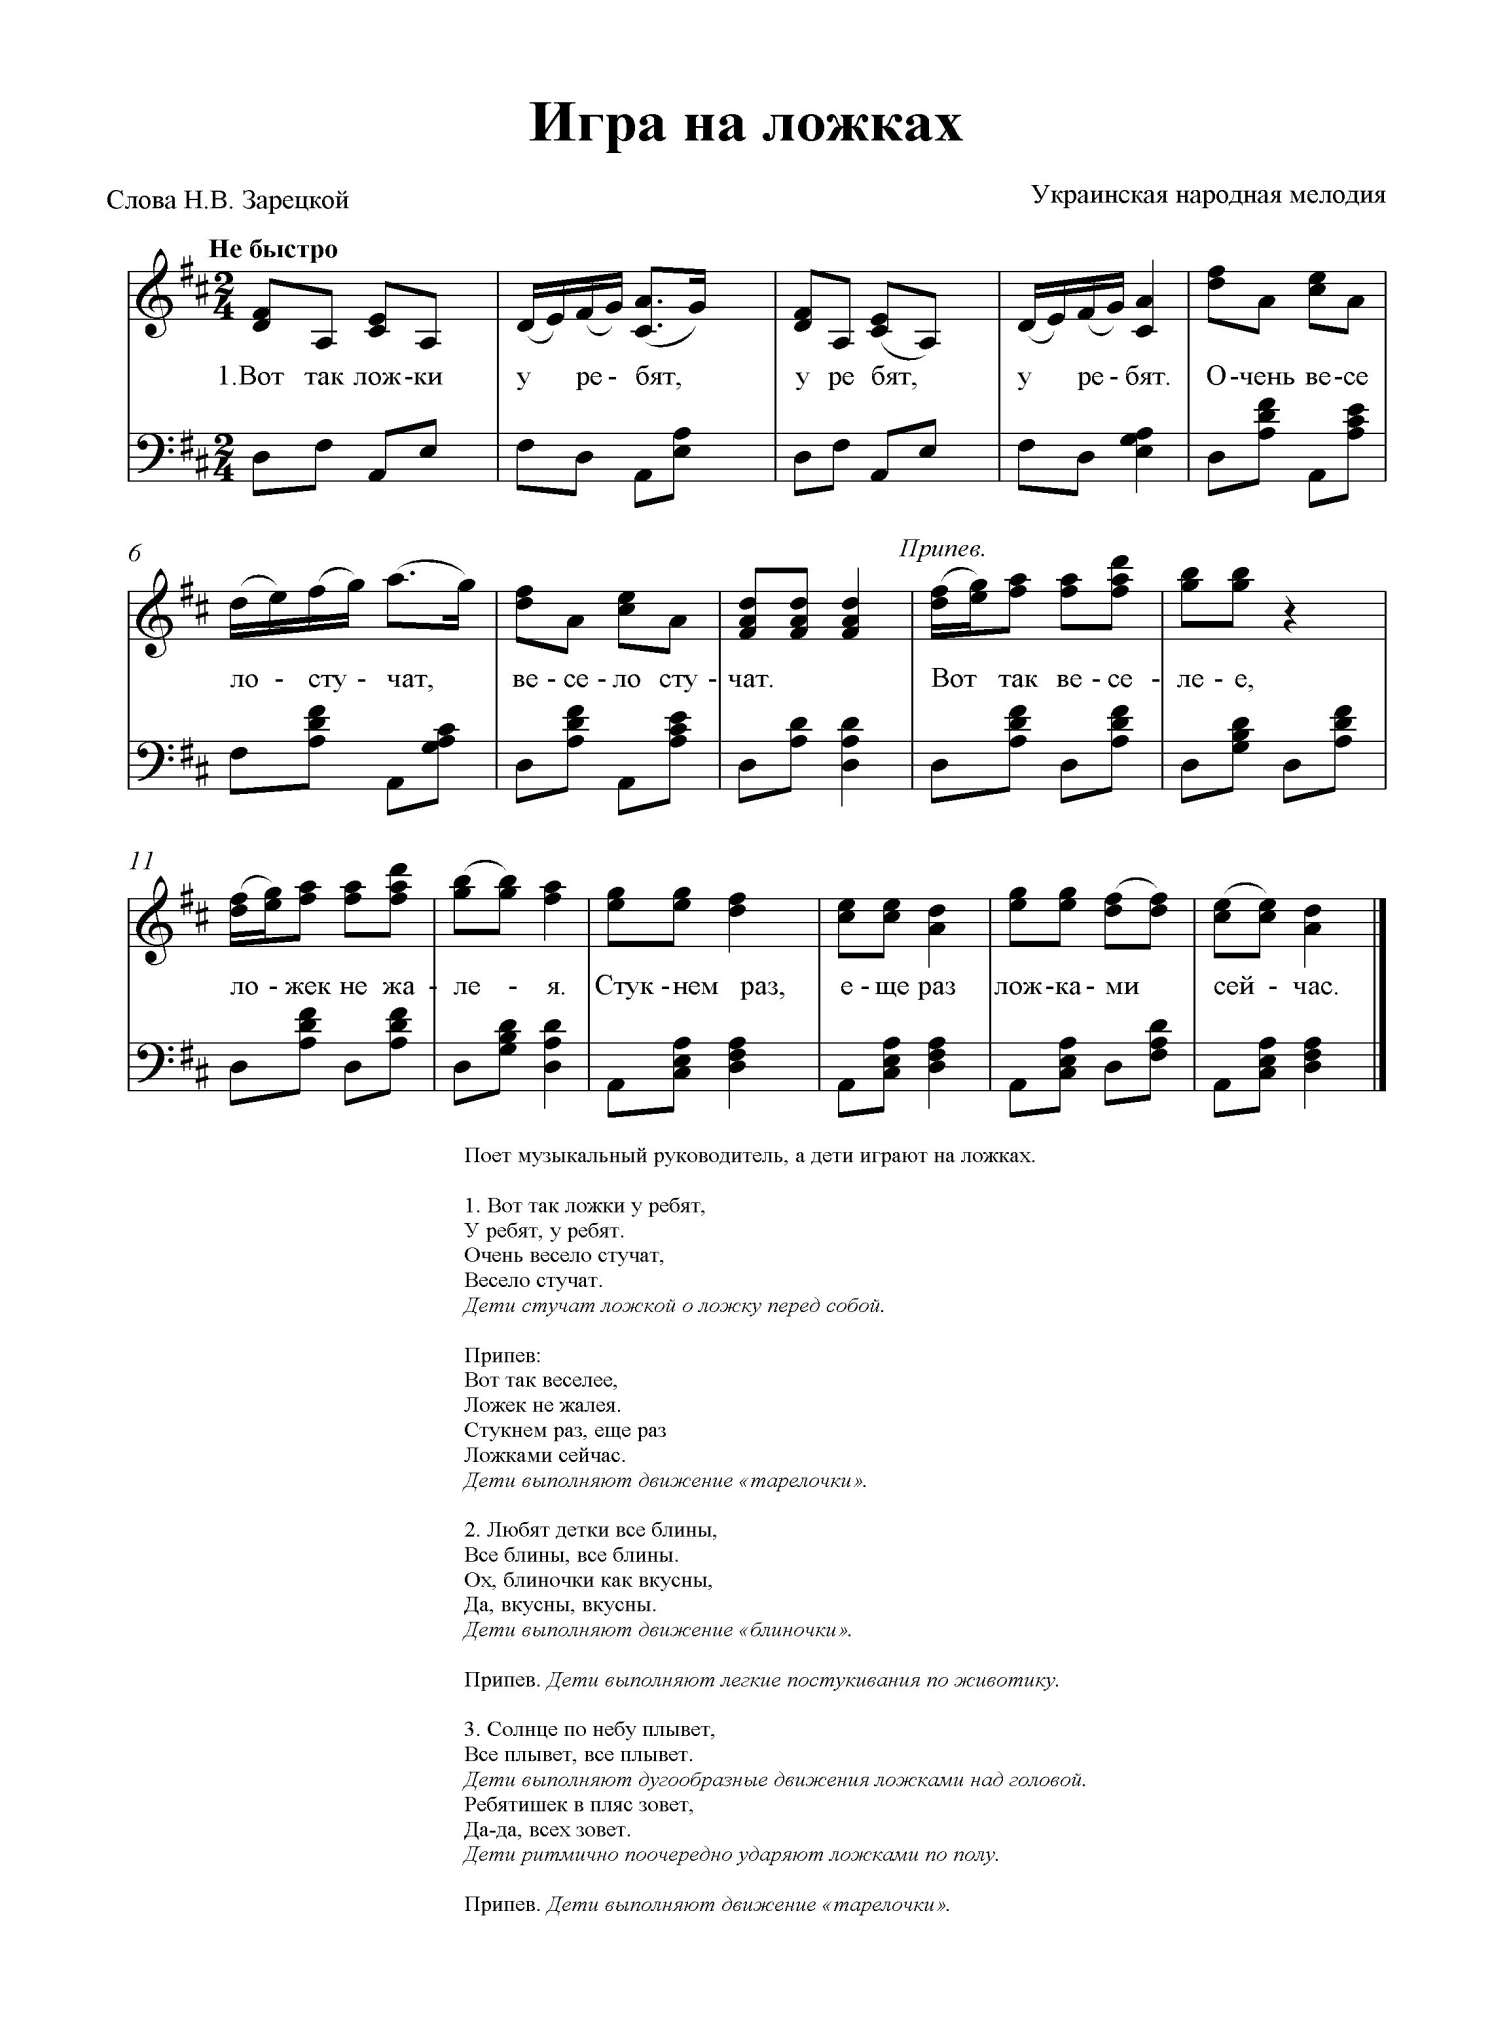 Игра на ложках
Слова Н.В. Зарецкой
Украинская народная мелодия
Не быстро
1.Вот так лож-ки у ре- бят, у ре бят, у ре-бят. О-чень ве-се
6
Припев.
ло - сту - чат, ве-се-ло сту-чат. Вот так ве-се-ле-е,
11
ло-жек не жа-ле - я. Стук-нем раз, е-ще раз лож-ка-ми сей - час.
Поет музыкальный руководитель, а дети играют на ложках.
1. Вот так ложки у ребят,
У ребят, у ребят.
Очень весело стучат,
Весело стучат.
Дети стучат ложкой о ложку перед собой.
Припев:
Вот так веселее,
Ложек не жалея.
Стукнем раз, еще раз
Ложками сейчас.
Дети выполняют движение «тарелочки».
2. Любят детки все блины,
Все блины, все блины.
Ох, блиночки как вкусны,
Да, вкусны, вкусны.
Дети выполняют движение «блиночки».
Припев. Дети выполняют легкие постукивания по животику.
3. Солнце по небу плывет,
Все плывет, все плывет.
Дети выполняют дугообразные движения ложками над головой.
Ребятишек в пляс зовет,
Да-да, всех зовет.
Дети ритмично поочередно ударяют ложками по полу.
Припев. Дети выполняют движение «тарелочки».